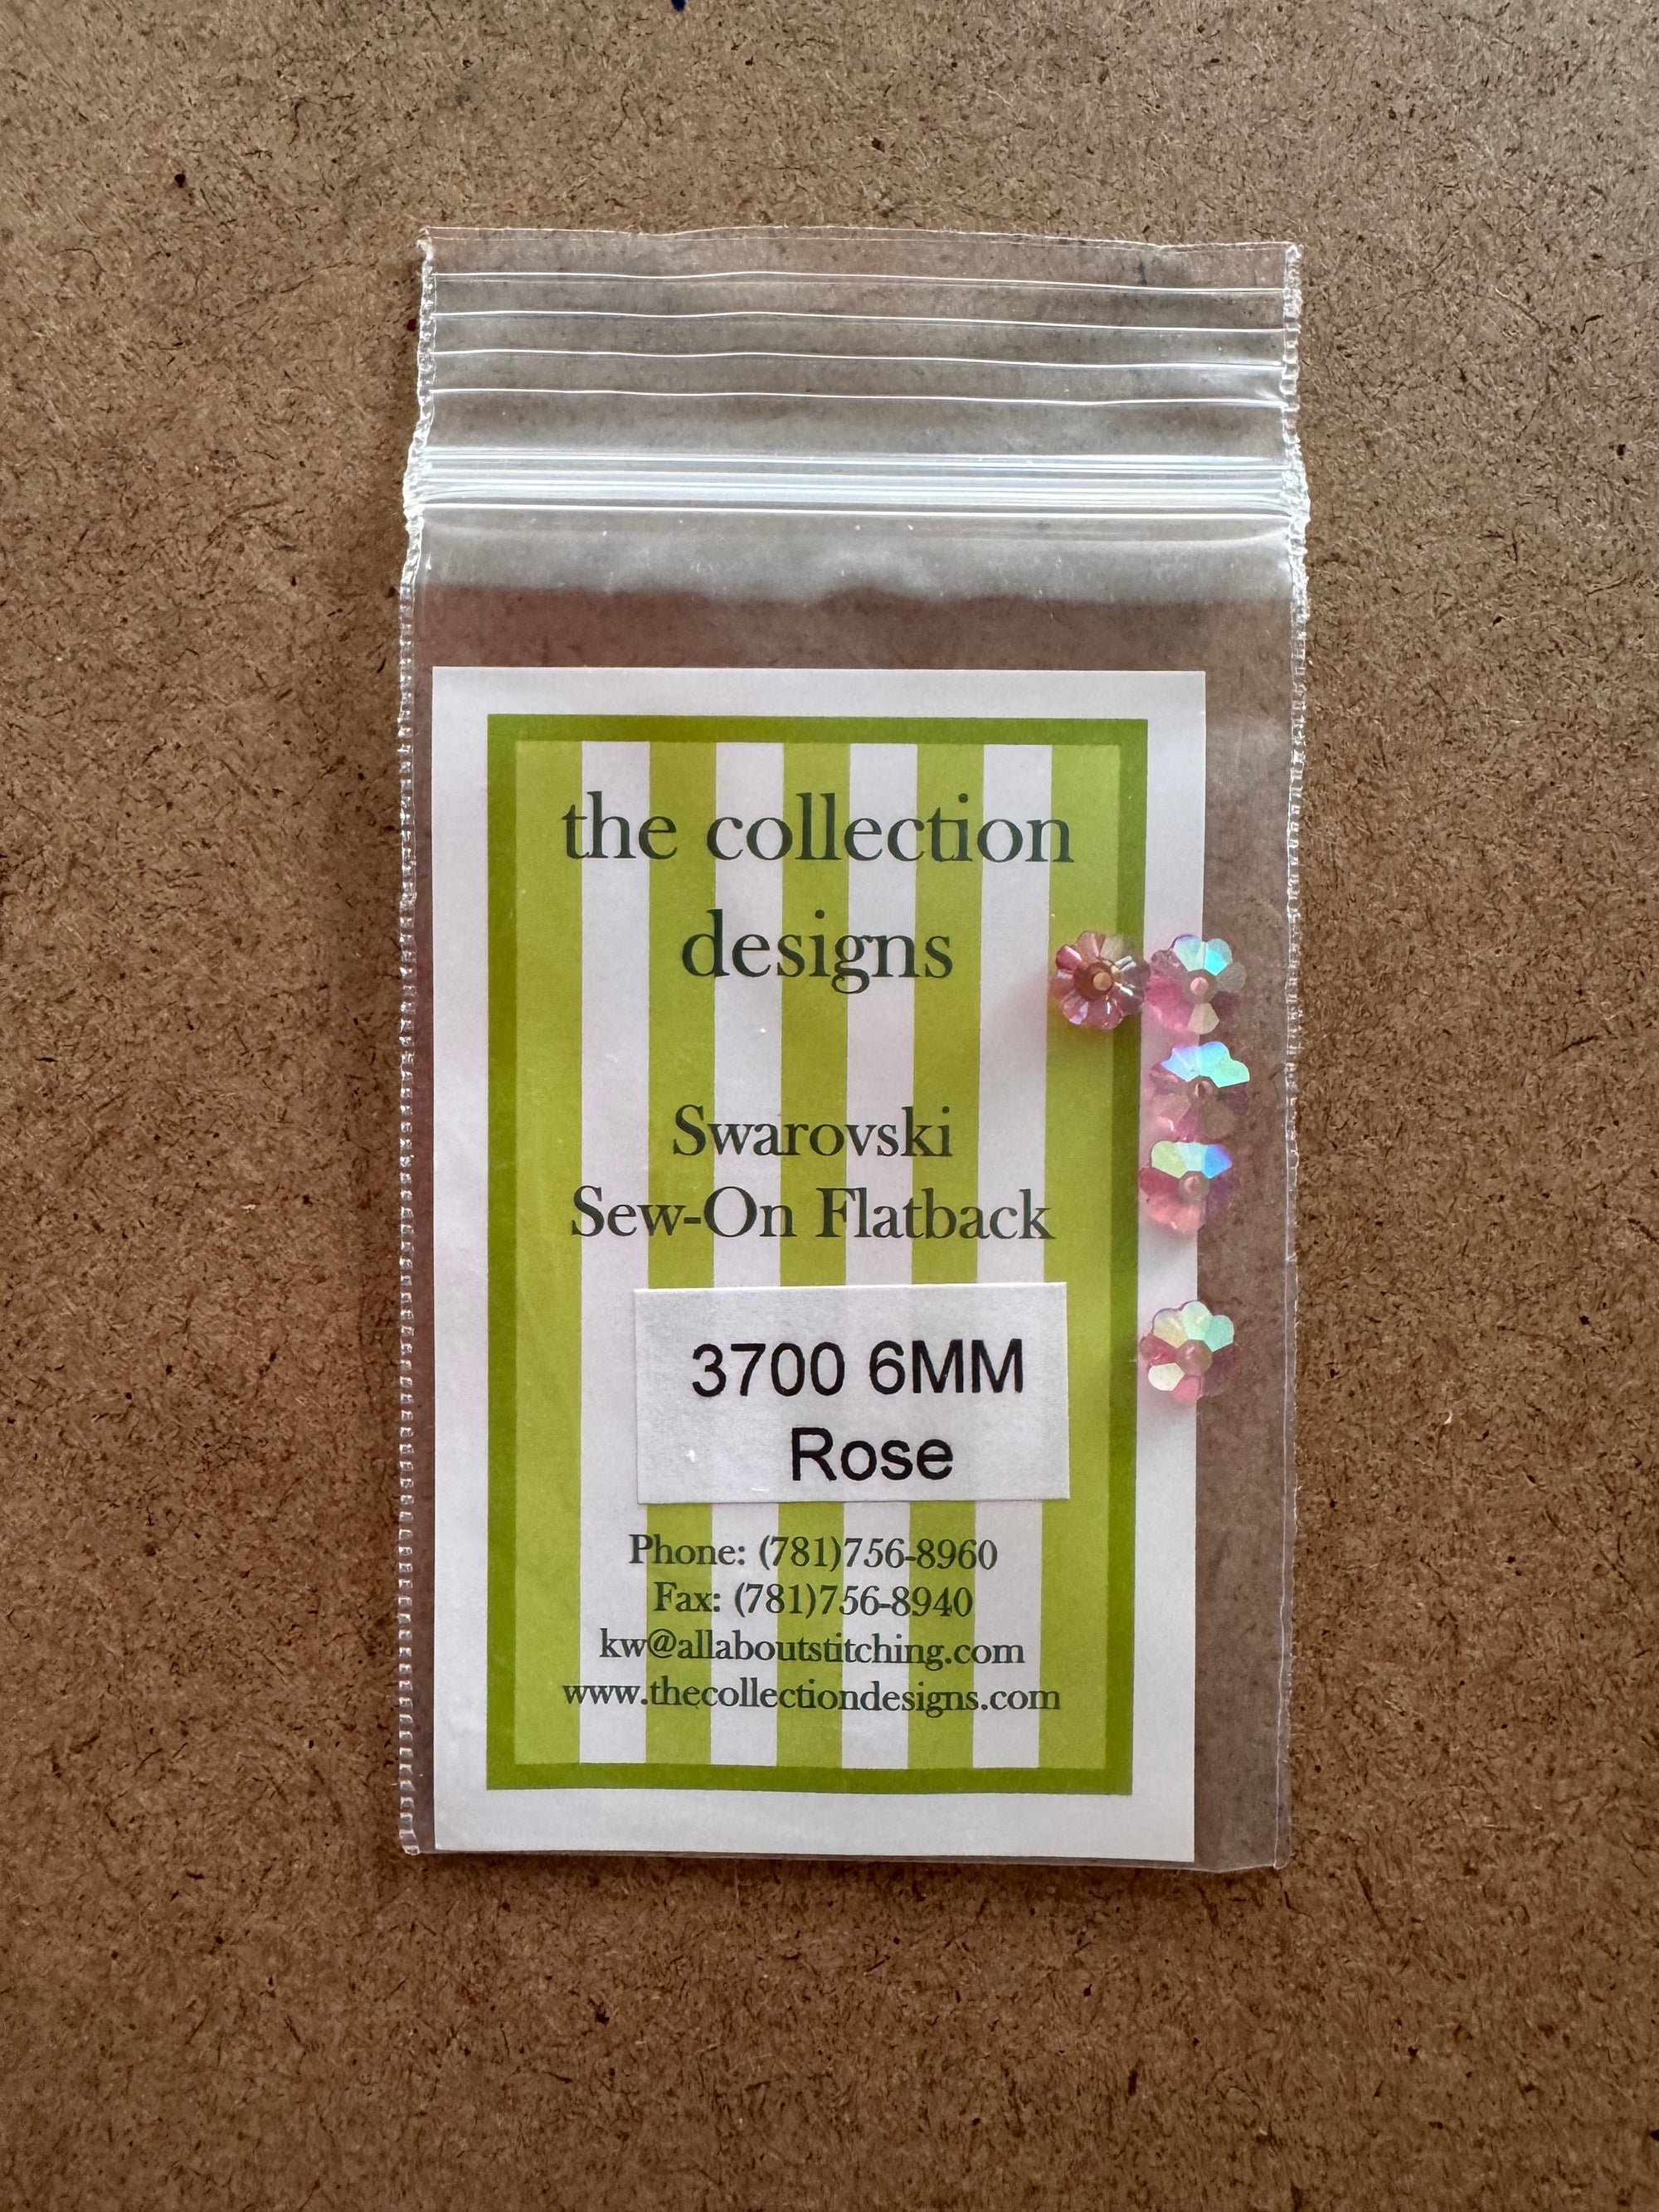 the collection
designs
Swarovski
Sew-On Flatback
3700 6MM
Rose
Phone: (781)756-8960
Fax: (781)756-8940
kw@allaboutstitching.com
www.thecollectiondesigns.com